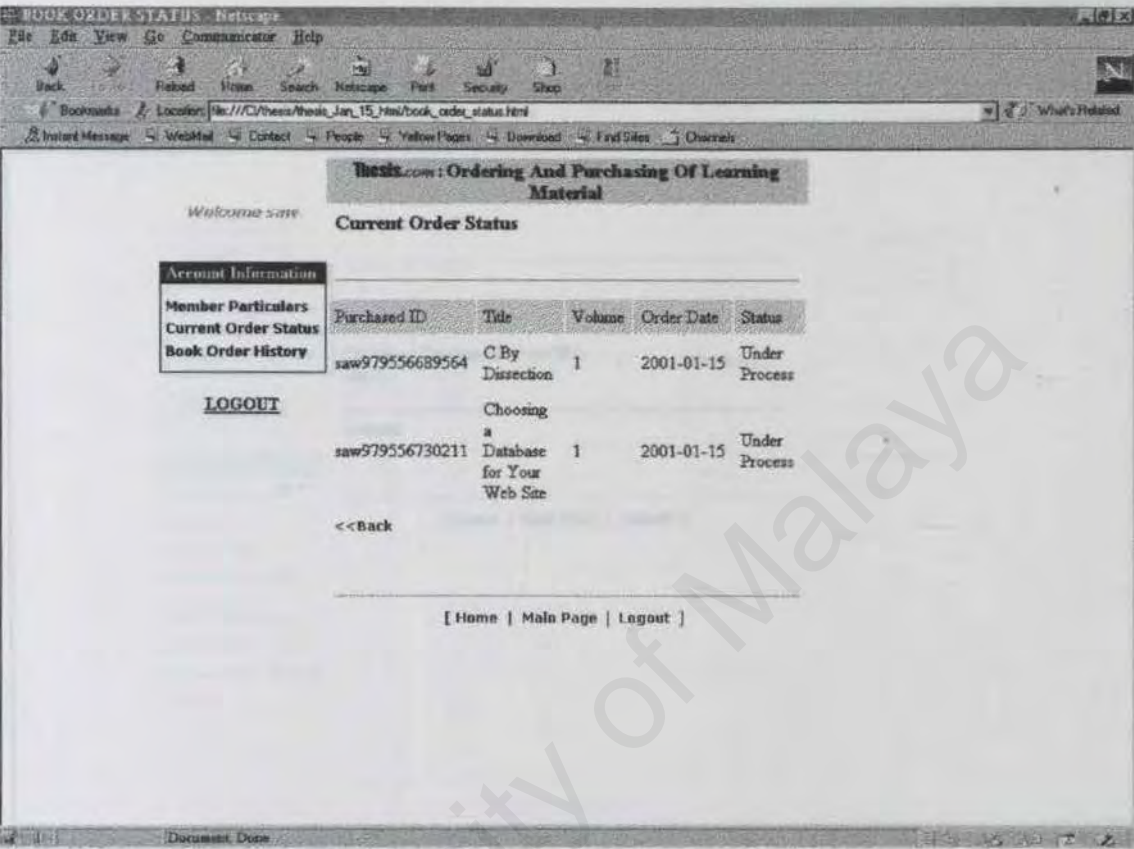 BOOK ORDER STATUS - Netscape
File Edit View Go Communicator Help
Back Reload Home Search Netscape Print Security Shop
Bookmarks Location: file:///C|/thesis/thesis_Jan_15_html/book_order_status.html What's Related
Instant Message WebMail Contact People Yellow Pages Download Find Sites Channels
Thesis.com : Ordering And Purchasing Of Learning
Material
Welcome saw
Current Order Status
Account Information
Member Particulars
Current Order Status
Book Order History
LOGOUT
Purchased ID Title Volume Order Date Status
saw979556689564 C By Dissection 1 2001-01-15 Under Process
saw979556730211 Choosing a Database for Your Web Site 1 2001-01-15 Under Process
<<Back
[ Home | Main Page | Logout ]
Document: Done
University of Malaya